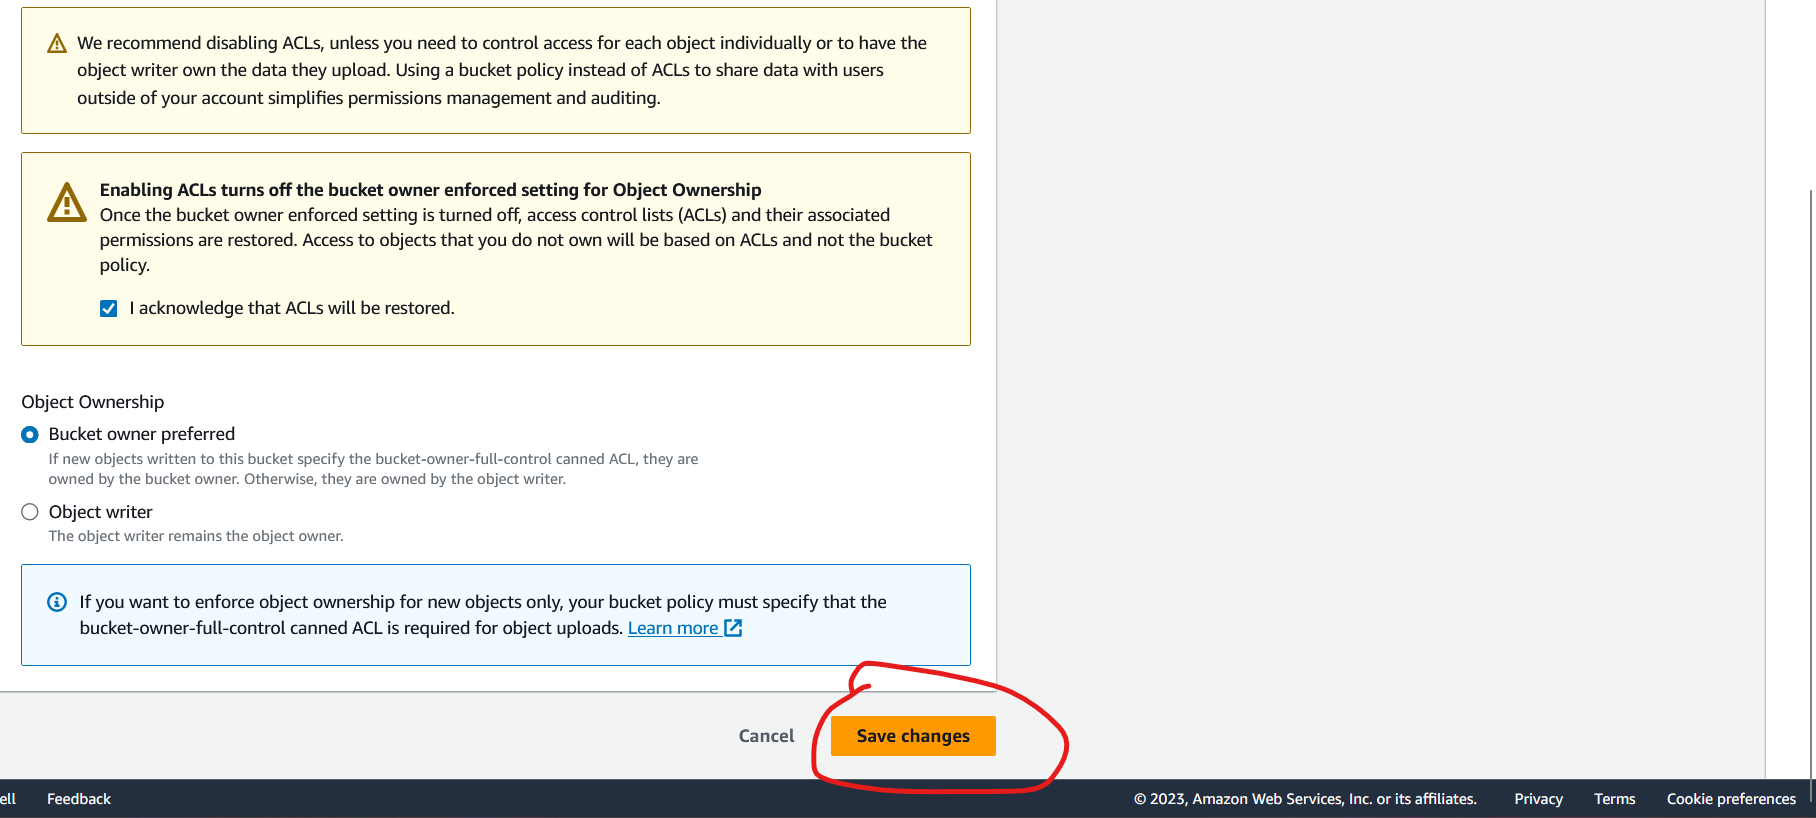 We recommend disabling ACLs, unless you need to control access for each object individually or to have the
object writer own the data they upload. Using a bucket policy instead of ACLs to share data with users
outside of your account simplifies permissions management and auditing.
Enabling ACLs turns off the bucket owner enforced setting for Object Ownership
Once the bucket owner enforced setting is turned off, access control lists (ACLs) and their associated
permissions are restored. Access to objects that you do not own will be based on ACLs and not the bucket
policy.
I acknowledge that ACLs will be restored.
Object Ownership
Bucket owner preferred
If new objects written to this bucket specify the bucket-owner-full-control canned ACL, they are
owned by the bucket owner. Otherwise, they are owned by the object writer.
Object writer
The object writer remains the object owner.
If you want to enforce object ownership for new objects only, your bucket policy must specify that the
bucket-owner-full-control canned ACL is required for object uploads. Learn more
Cancel Save changes
ell Feedback © 2023, Amazon Web Services, Inc. or its affiliates. Privacy Terms Cookie preferences